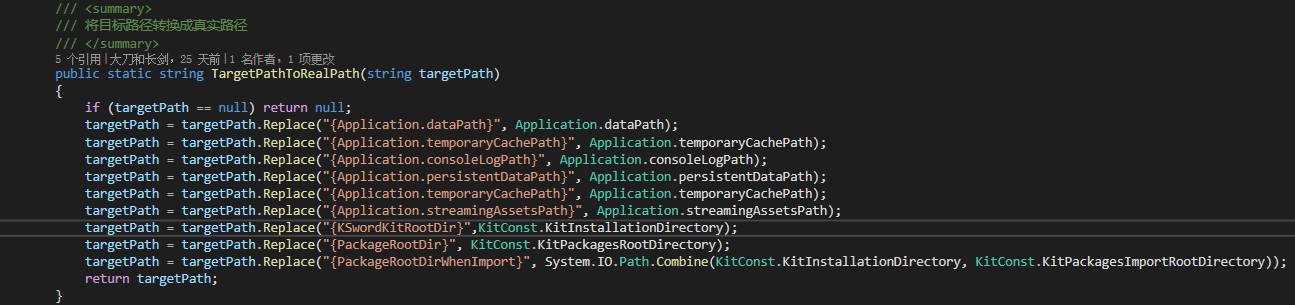 /// <summary>
/// 将目标路径转换成真实路径
/// </summary>
5 个引用|大刀和长剑，25 天前|1 名作者，1 项更改
public static string TargetPathToRealPath(string targetPath)
{
if (targetPath == null) return null;
targetPath = targetPath.Replace("{Application.dataPath}", Application.dataPath);
targetPath = targetPath.Replace("{Application.temporaryCachePath}", Application.temporaryCachePath);
targetPath = targetPath.Replace("{Application.consoleLogPath}", Application.consoleLogPath);
targetPath = targetPath.Replace("{Application.persistentDataPath}", Application.persistentDataPath);
targetPath = targetPath.Replace("{Application.temporaryCachePath}", Application.temporaryCachePath);
targetPath = targetPath.Replace("{Application.streamingAssetsPath}", Application.streamingAssetsPath);
targetPath = targetPath.Replace("{KSwordKitRootDir}",KitConst.KitInstallationDirectory);
targetPath = targetPath.Replace("{PackageRootDir}", KitConst.KitPackagesRootDirectory);
targetPath = targetPath.Replace("{PackageRootDirWhenImport}", System.IO.Path.Combine(KitConst.KitInstallationDirectory, KitConst.KitPackagesImportRootDirectory));
return targetPath;
}